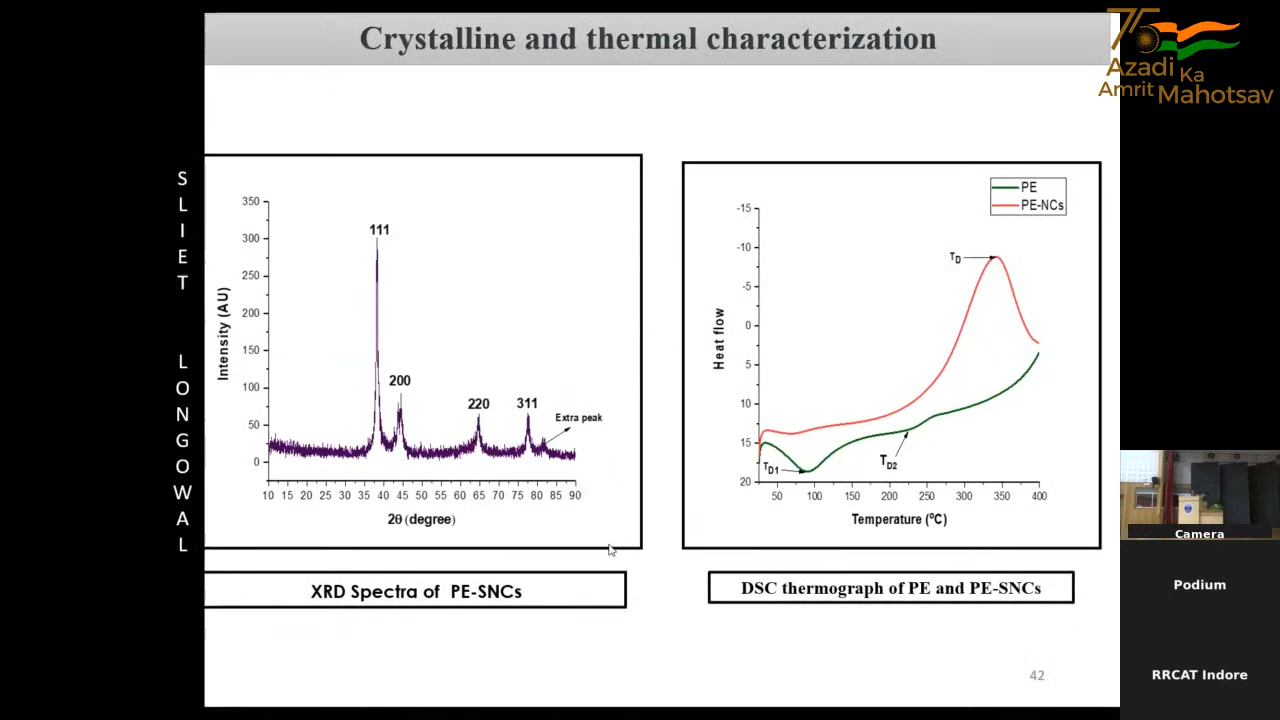 Crystalline and thermal characterization
75
Azadi
Ka
Amrit
Mahotsav
SLIET
LONGOWAL
350
300
250
200
150
100
50
0
Intensity (AU)
111
200
220
311
Extra peak
10 15 20 25 30 35 40 45 50 55 60 65 70 75 80 85 90
2θ (degree)
XRD Spectra of PE-SNCs
PE
PE-NCs
-15
-10
-5
0
5
10
15
20
Heat flow
TD
TD1
TD2
50 100 150 200 250 300 350 400
Temperature (ºC)
DSC thermograph of PE and PE-SNCs
42
Camera
Podium
RRCAT Indore